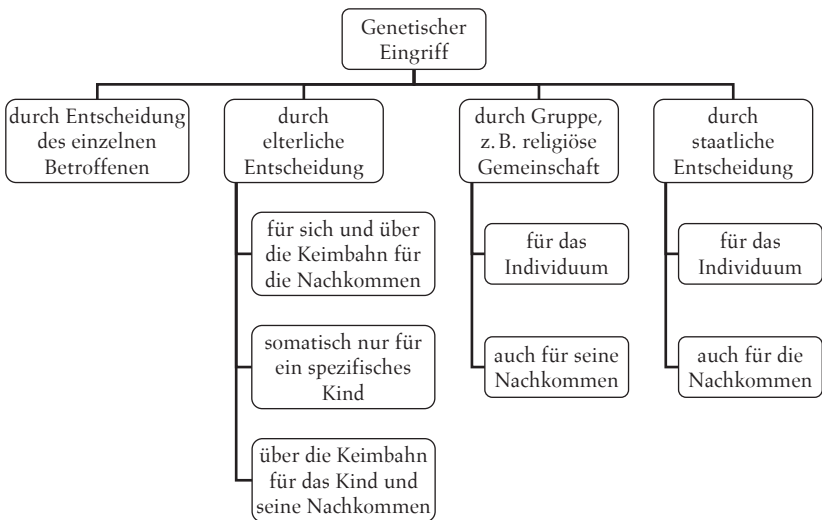 Genetischer
Eingriff
durch Entscheidung
des einzelnen
Betroffenen
durch
elterliche
Entscheidung
für sich und über
die Keimbahn für
die Nachkommen
somatisch nur für
ein spezifisches
Kind
über die Keimbahn
für das Kind und
seine Nachkommen
durch Gruppe,
z. B. religiöse
Gemeinschaft
für das
Individuum
auch für seine
Nachkommen
durch
staatliche
Entscheidung
für das
Individuum
auch für die
Nachkommen